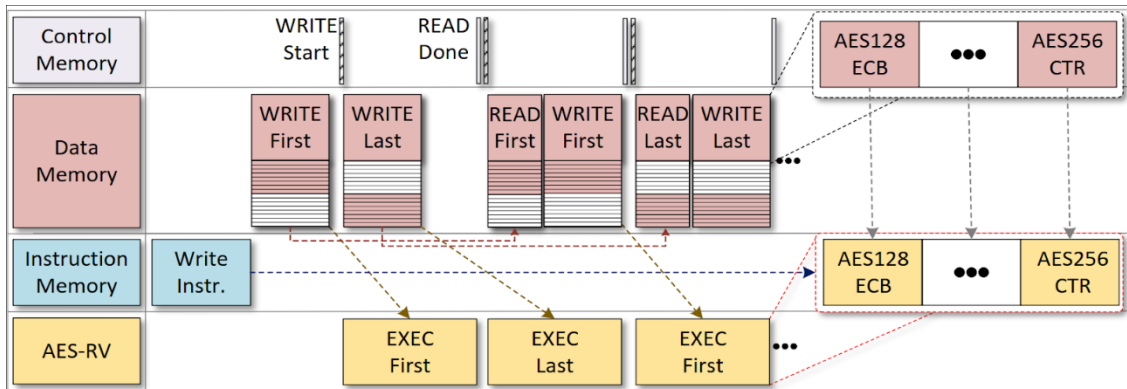 Control
Memory
WRITE
Start
READ
Done
AES128
ECB
•••
AES256
CTR
Data
Memory
WRITE
First
WRITE
Last
READ
First
WRITE
First
READ
Last
WRITE
Last
•••
Instruction
Memory
Write
Instr.
AES128
ECB
•••
AES256
CTR
AES-RV
EXEC
First
EXEC
Last
EXEC
First
•••